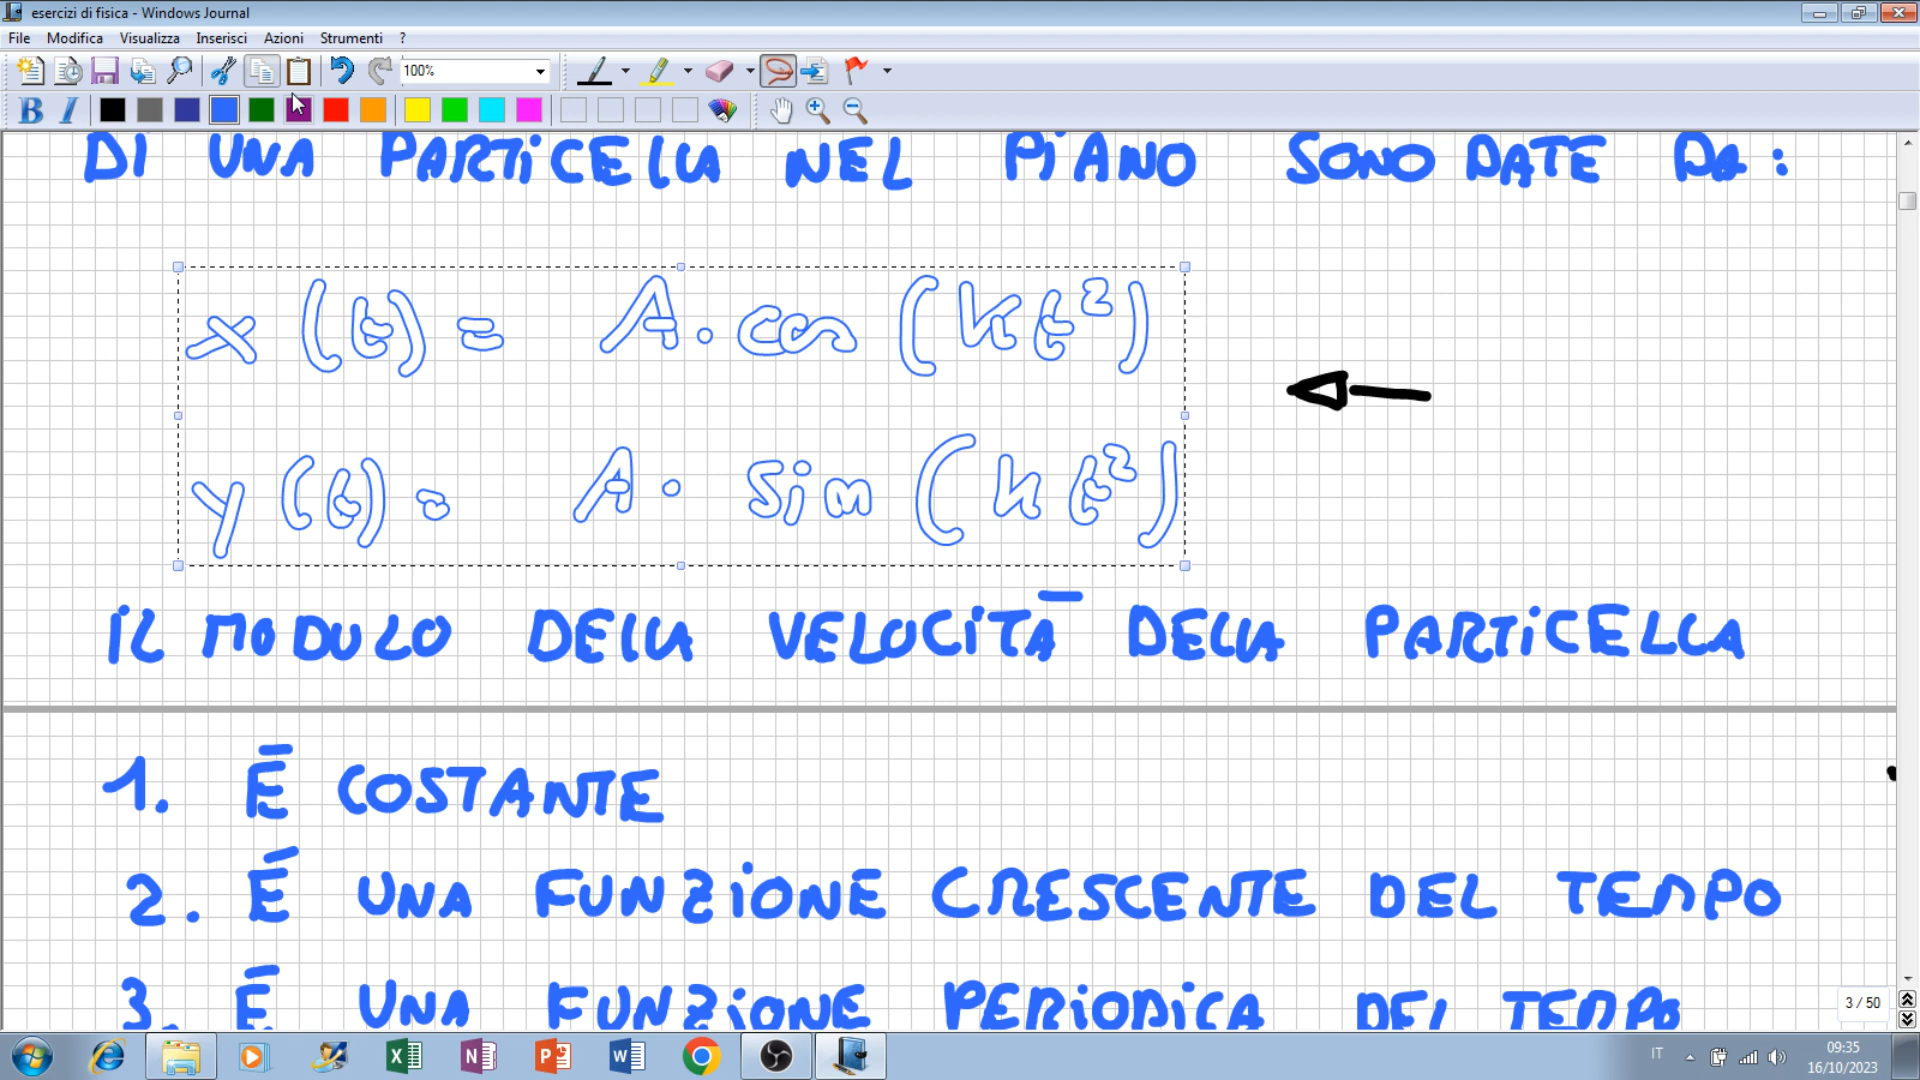 esercizi di fisica - Windows Journal
File Modifica Visualizza Inserisci Azioni Strumenti ?
100%
B I
DI UNA PARTICELLA NEL PIANO SONO DATE DA:
x(t) = A·cos(kt²)
y(t) = A·sin(kt²)
IL MODULO DELLA VELOCITĀ DELLA PARTICELLA
1. Ē COSTANTE
2. Ē UNA FUNZIONE CRESCENTE DEL TEMPO
3. Ē UNA FUNZIONE PERIODICA DEL TEMPO
3 / 50
IT
09:35
16/10/2023